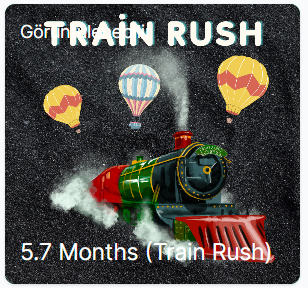 TRAİN RUSH
5.7 Months (Train Rush)